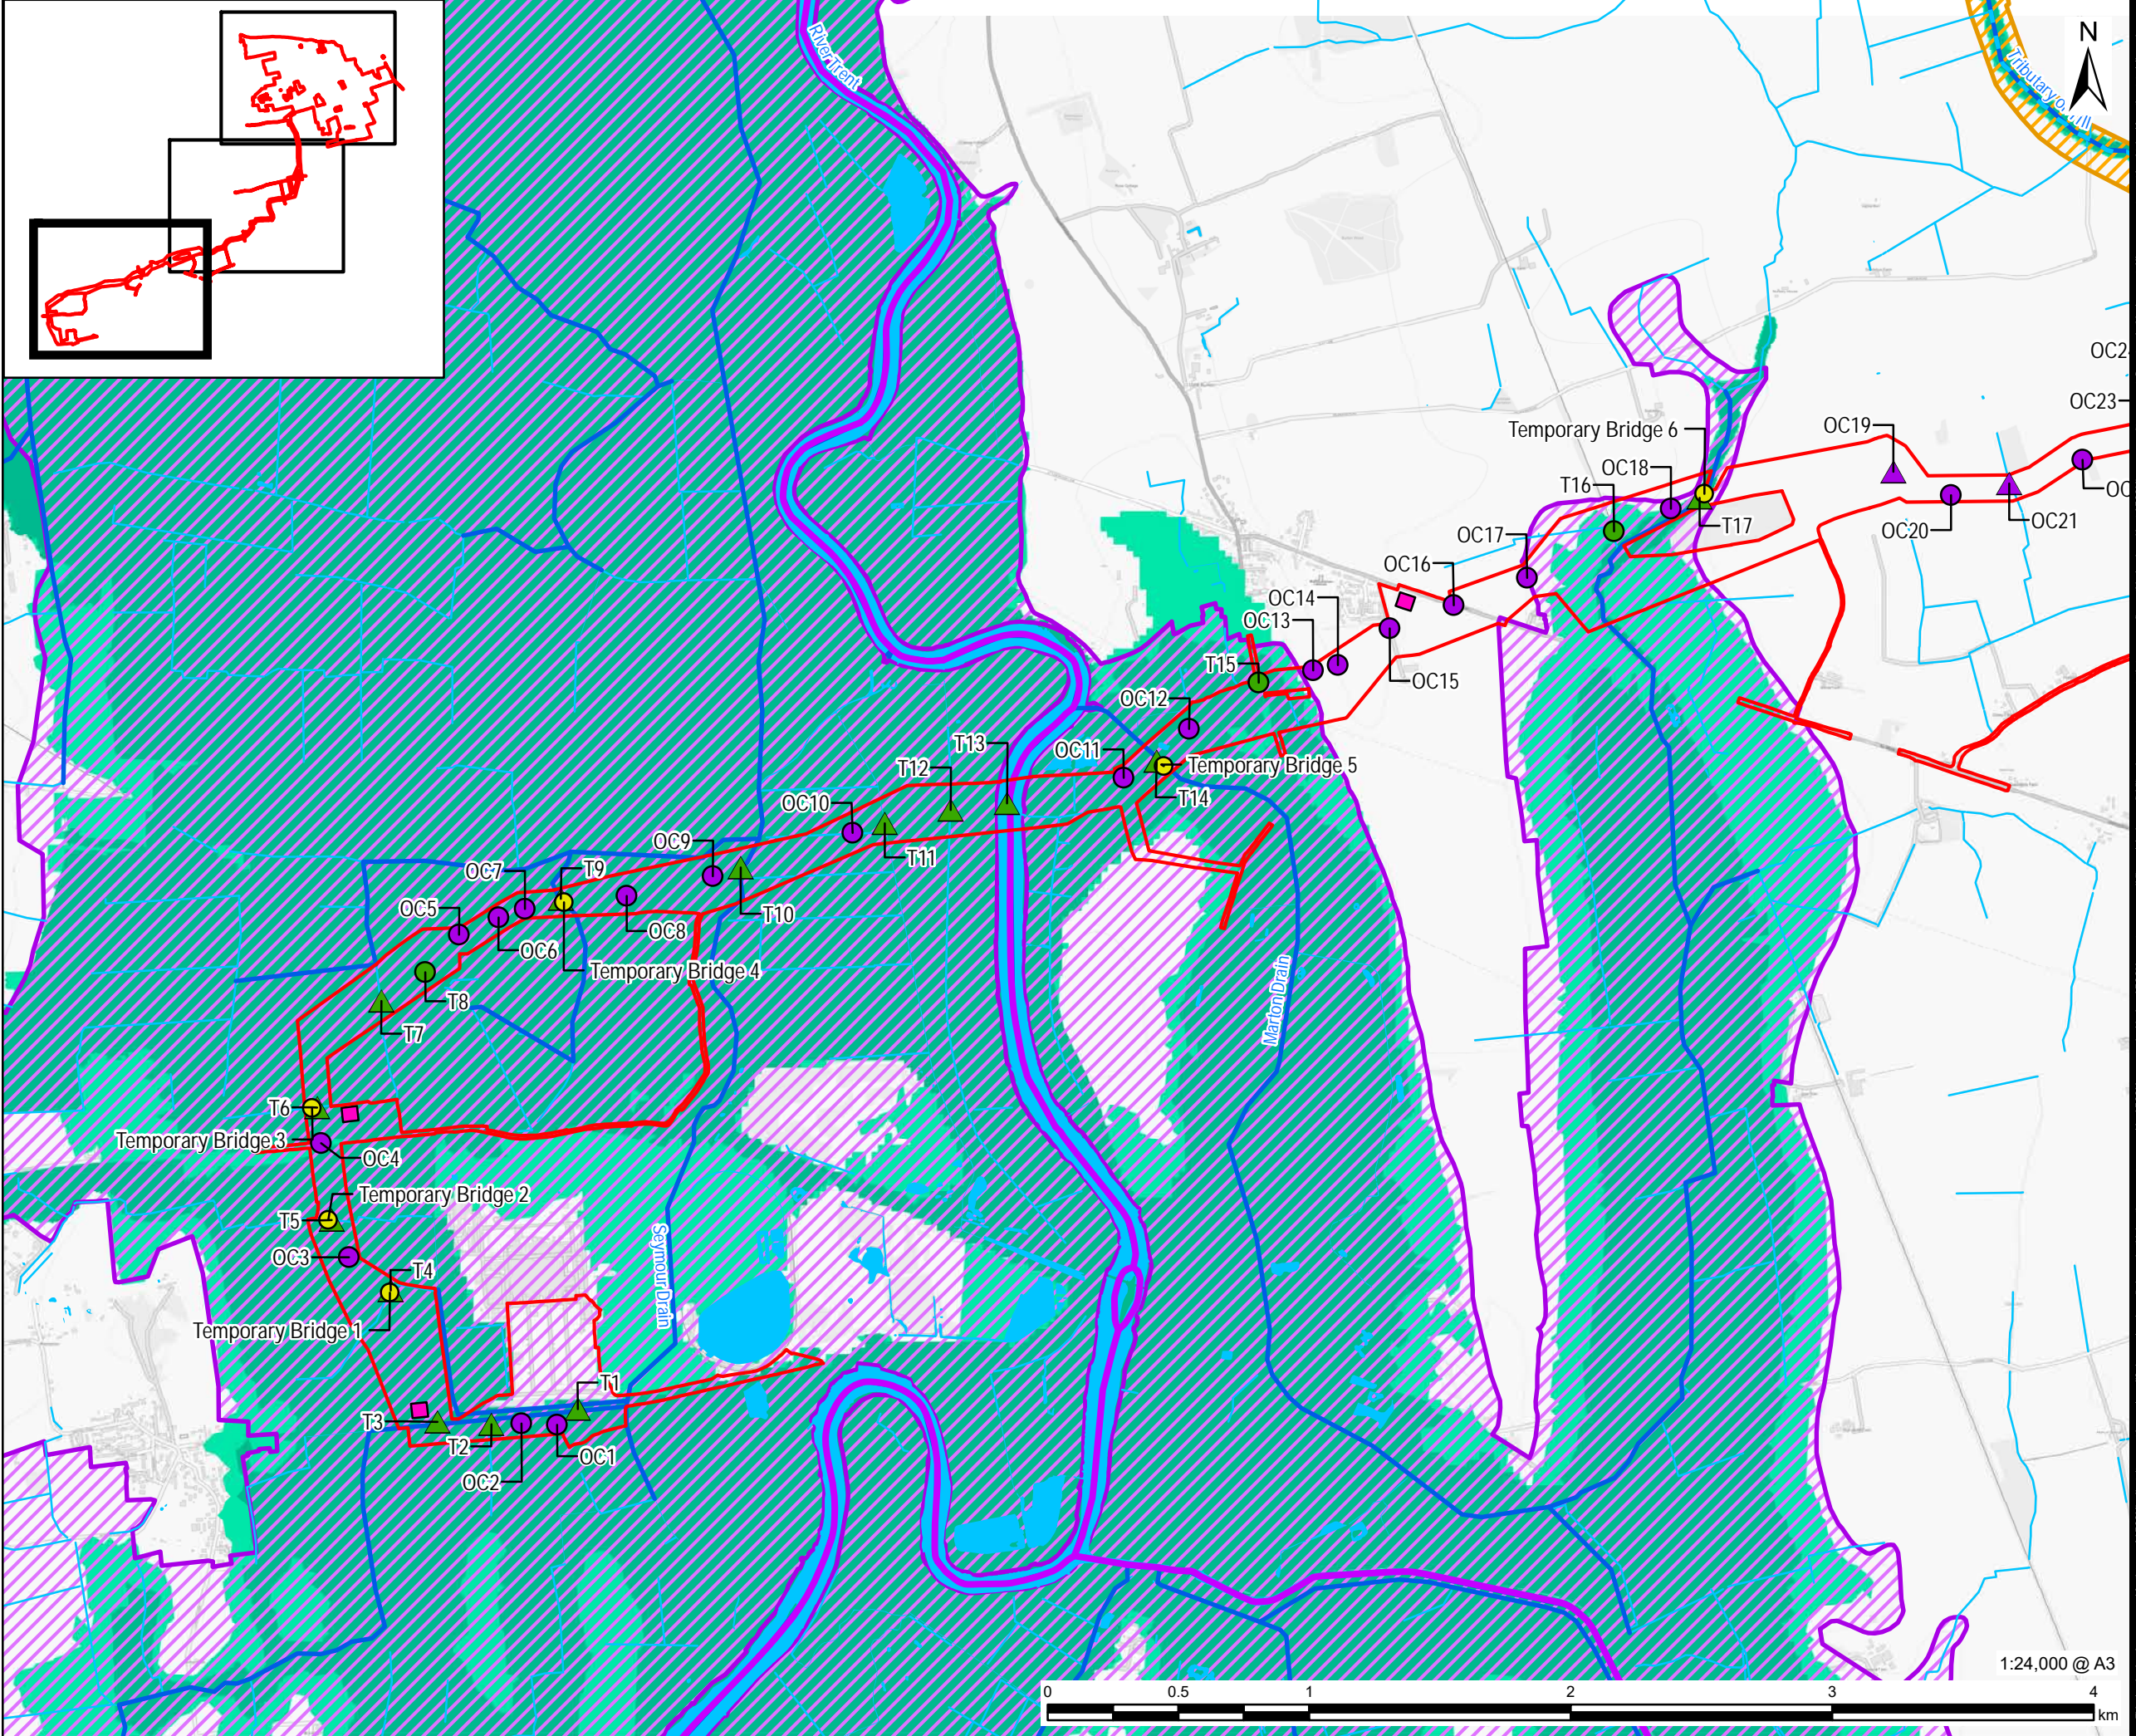 River Trent
Tributary of
N
OC2
OC23
OC19
Temporary Bridge 6
OC18
T16
OC
T17
OC20
OC21
OC17
OC16
OC14
OC13
T15
OC15
OC12
T13
OC11
Temporary Bridge 5
T12
T14
OC10
OC9
T11
T9
OC7
OC5
T10
OC8
OC6
Temporary Bridge 4
T8
T7
Marton Drain
T6
Temporary Bridge 3
OC4
Temporary Bridge 2
T5
OC3
T4
Seymour Drain
Temporary Bridge 1
T1
T3
T2
OC1
OC2
1:24,000 @ A3
0 0.5 1 2 3 4
km